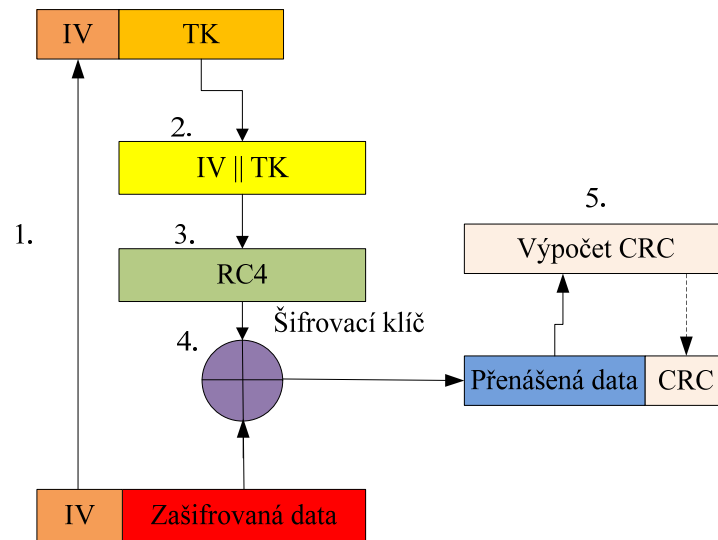 IV TK
2.
IV || TK
5.
1.
3.
Výpočet CRC
RC4
Šifrovací klíč
4.
Přenášená data CRC
IV Zašifrovaná data